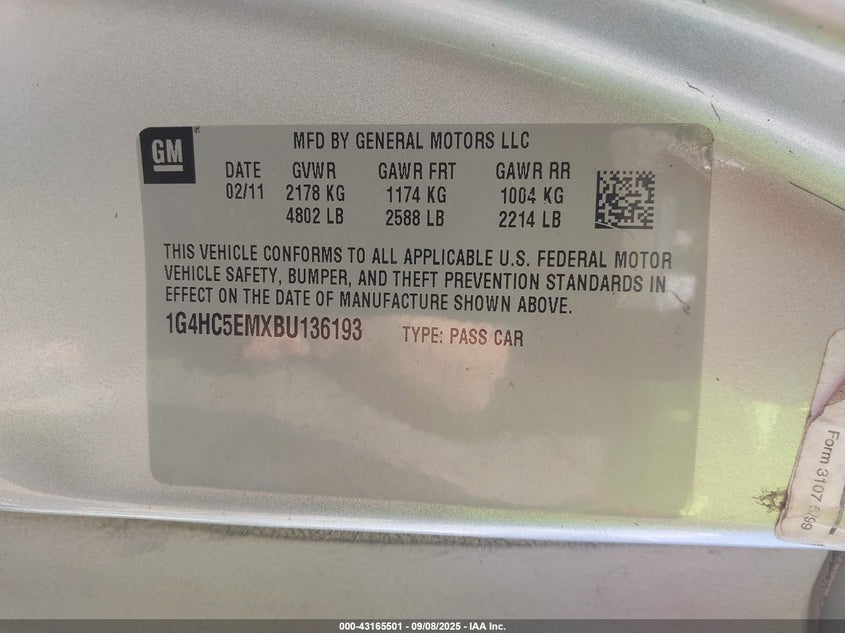 GM
MFD BY GENERAL MOTORS LLC
DATE GVWR GAWR FRT GAWR RR
02/11 2178 KG 1174 KG 1004 KG
4802 LB 2588 LB 2214 LB
THIS VEHICLE CONFORMS TO ALL APPLICABLE U.S. FEDERAL MOTOR
VEHICLE SAFETY, BUMPER, AND THEFT PREVENTION STANDARDS IN
EFFECT ON THE DATE OF MANUFACTURE SHOWN ABOVE.
1G4HC5EMXBU136193 TYPE: PASS CAR
Form 3107
000-43165501 - 09/08/2025 - IAA Inc.